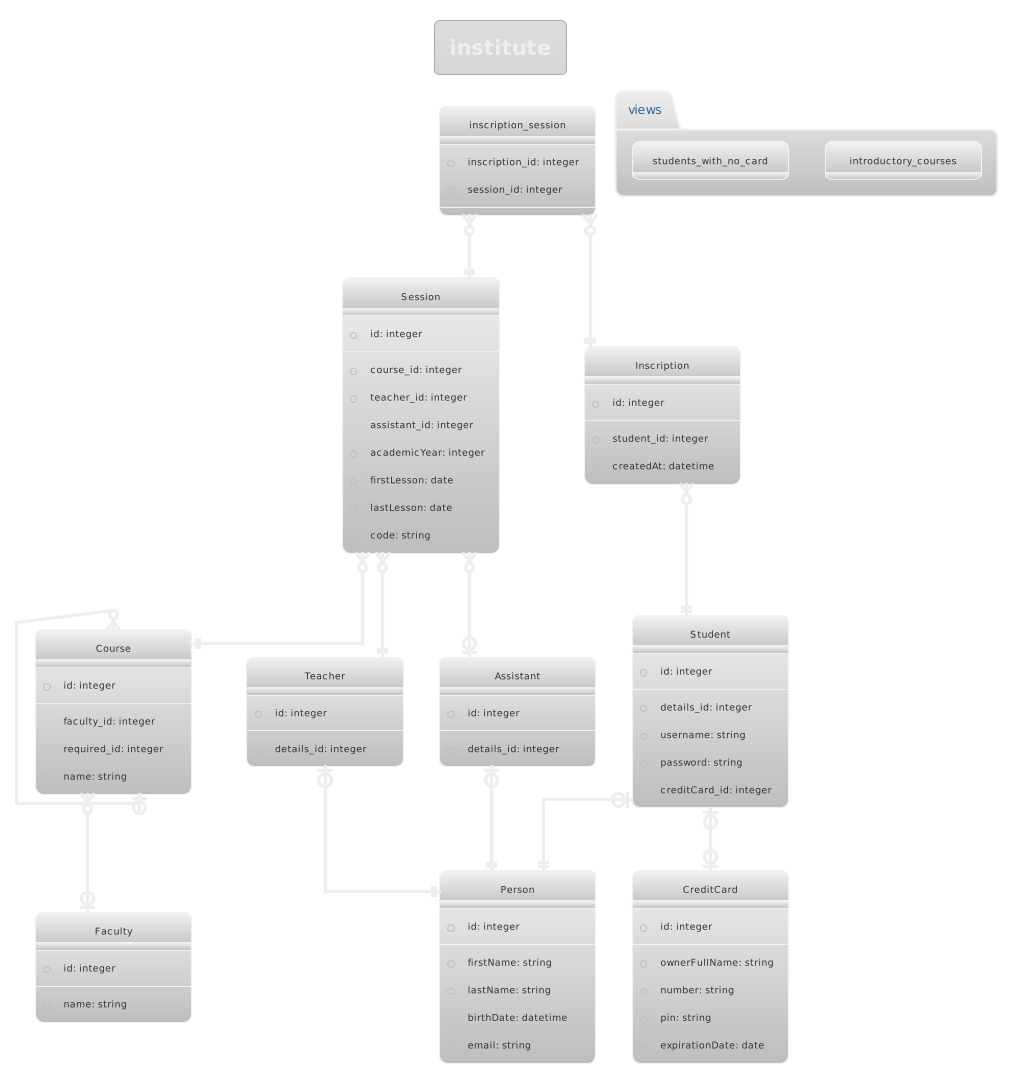 institute
inscription_session
inscription_id: integer
session_id: integer
views
students_with_no_card
introductory_courses
Session
id: integer
course_id: integer
teacher_id: integer
assistant_id: integer
academicYear: integer
firstLesson: date
lastLesson: date
code: string
Inscription
id: integer
student_id: integer
createdAt: datetime
Course
id: integer
faculty_id: integer
required_id: integer
name: string
Teacher
id: integer
details_id: integer
Assistant
id: integer
details_id: integer
Student
id: integer
details_id: integer
username: string
password: string
creditCard_id: integer
Faculty
id: integer
name: string
Person
id: integer
firstName: string
lastName: string
birthDate: datetime
email: string
CreditCard
id: integer
ownerFullName: string
number: string
pin: string
expirationDate: date